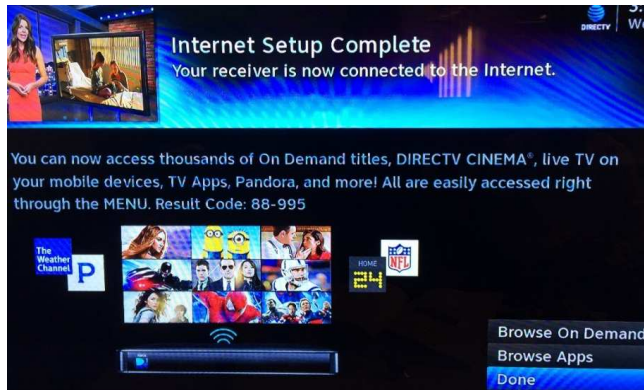 DIRECTV
Internet Setup Complete
Your receiver is now connected to the Internet.
You can now access thousands of On Demand titles, DIRECTV CINEMA®, live TV on
your mobile devices, TV Apps, Pandora, and more! All are easily accessed right
through the MENU. Result Code: 88-995
The
Weather
Channel
P
HOME
24
NFL
Browse On Demand
Browse Apps
Done